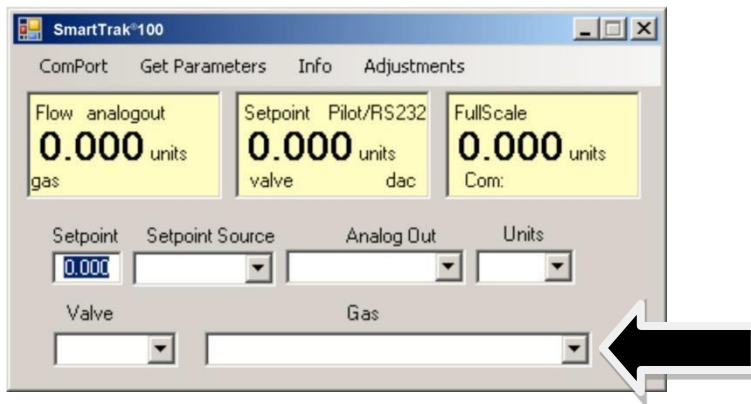 SmartTrak®100
ComPort Get Parameters Info Adjustments
Flow analogout
0.000 units
gas
Setpoint Pilot/RS232
0.000 units
valve dac
FullScale
0.000 units
Com:
Setpoint Setpoint Source Analog Out Units
0.000
Valve Gas